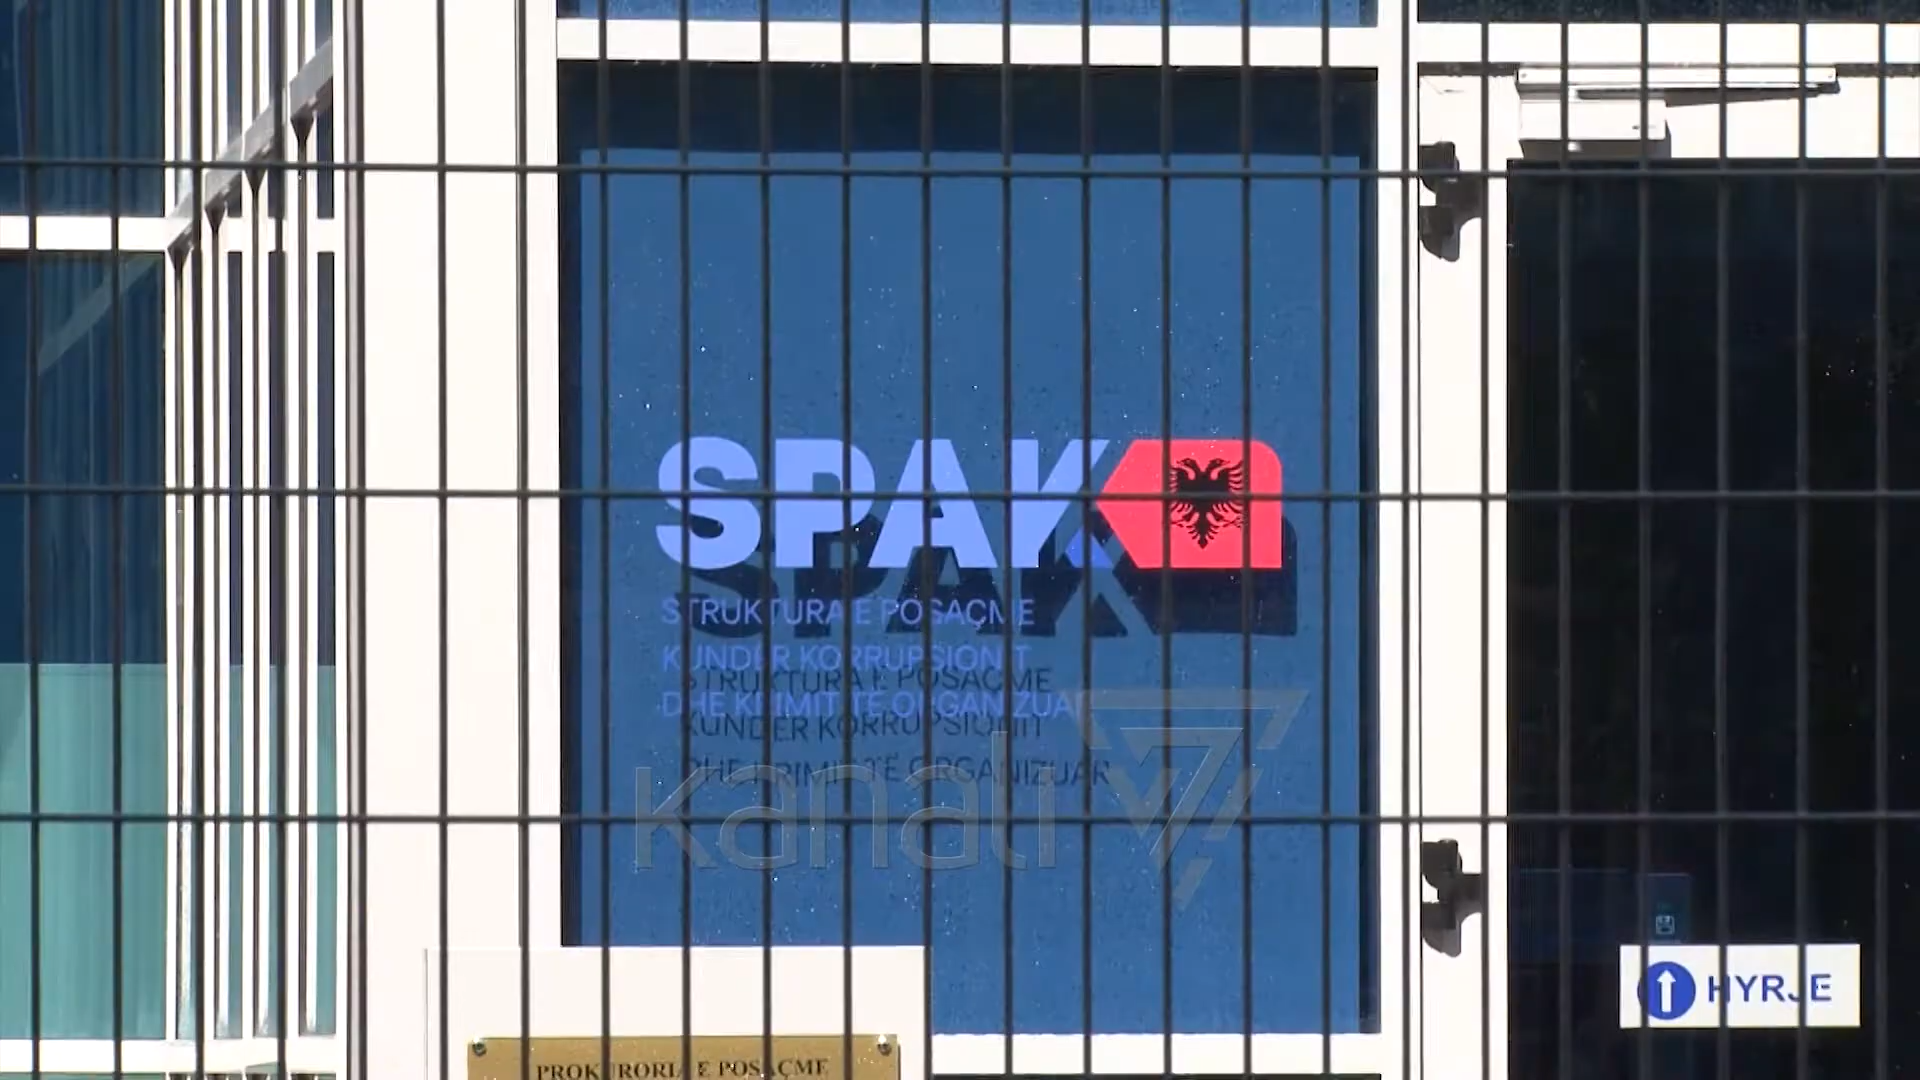 SPAK
STRUKTURA E POSAÇME
KUNDËR KORRUPSIONIT
DHE KRIMIT TË ORGANIZUAR
kanali 7
HYRJE
PROKURORIA E POSAÇME